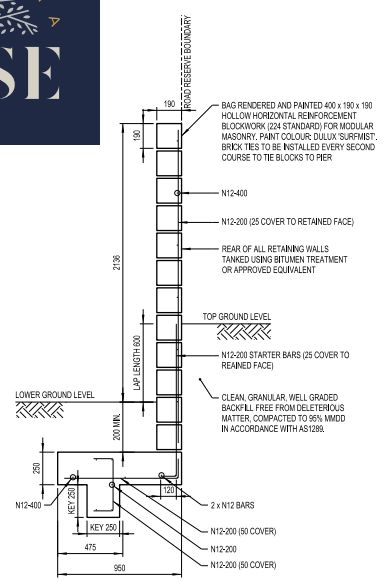 A
SE
ROAD RESERVE BOUNDARY
190
190
BAG RENDERED AND PAINTED 400 x 190 x 190
HOLLOW HORIZONTAL REINFORCEMENT
BLOCKWORK (224 STANDARD) FOR MODULAR
MASONRY. PAINT COLOUR: DULUX 'SURFMIST'.
BRICK TIES TO BE INSTALLED EVERY SECOND
COURSE TO TIE BLOCKS TO PIER
N12-400
N12-200 (25 COVER TO RETAINED FACE)
REAR OF ALL RETAINING WALLS
TANKED USING BITUMEN TREATMENT
OR APPROVED EQUIVALENT
2136
TOP GROUND LEVEL
LAP LENGTH 600
N12-200 STARTER BARS (25 COVER TO
REAINED FACE)
LOWER GROUND LEVEL
CLEAN, GRANULAR, WELL GRADED
BACKFILL FREE FROM DELETERIOUS
MATTER, COMPACTED TO 95% MMDD
IN ACCORDANCE WITH AS1289.
200 MIN.
250
120
N12-400
KEY 250
2 x N12 BARS
KEY 250
N12-200 (50 COVER)
475
N12-200
950
N12-200 (50 COVER)